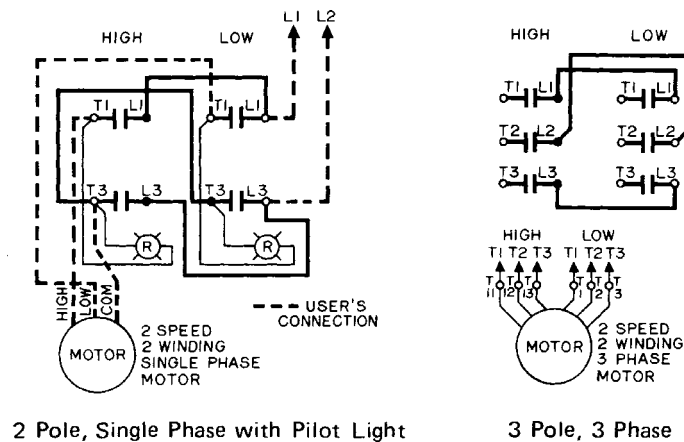 HIGH LOW L1 L2
T1 L1 T1 L1
T3 L3 T3 L3
R R
HIGH LOW COM.
USER'S
CONNECTION
MOTOR
2 SPEED
2 WINDING
SINGLE PHASE
MOTOR
2 Pole, Single Phase with Pilot Light
HIGH LOW
T1 L1 T1 L1
T2 L2 T2 L2
T3 L3 T3 L3
HIGH LOW
T1 T2 T3 T1 T2 T3
T11 T12 T13 T1 T2 T3
MOTOR
2 SPEED
2 WINDING
3 PHASE
MOTOR
3 Pole, 3 Phase